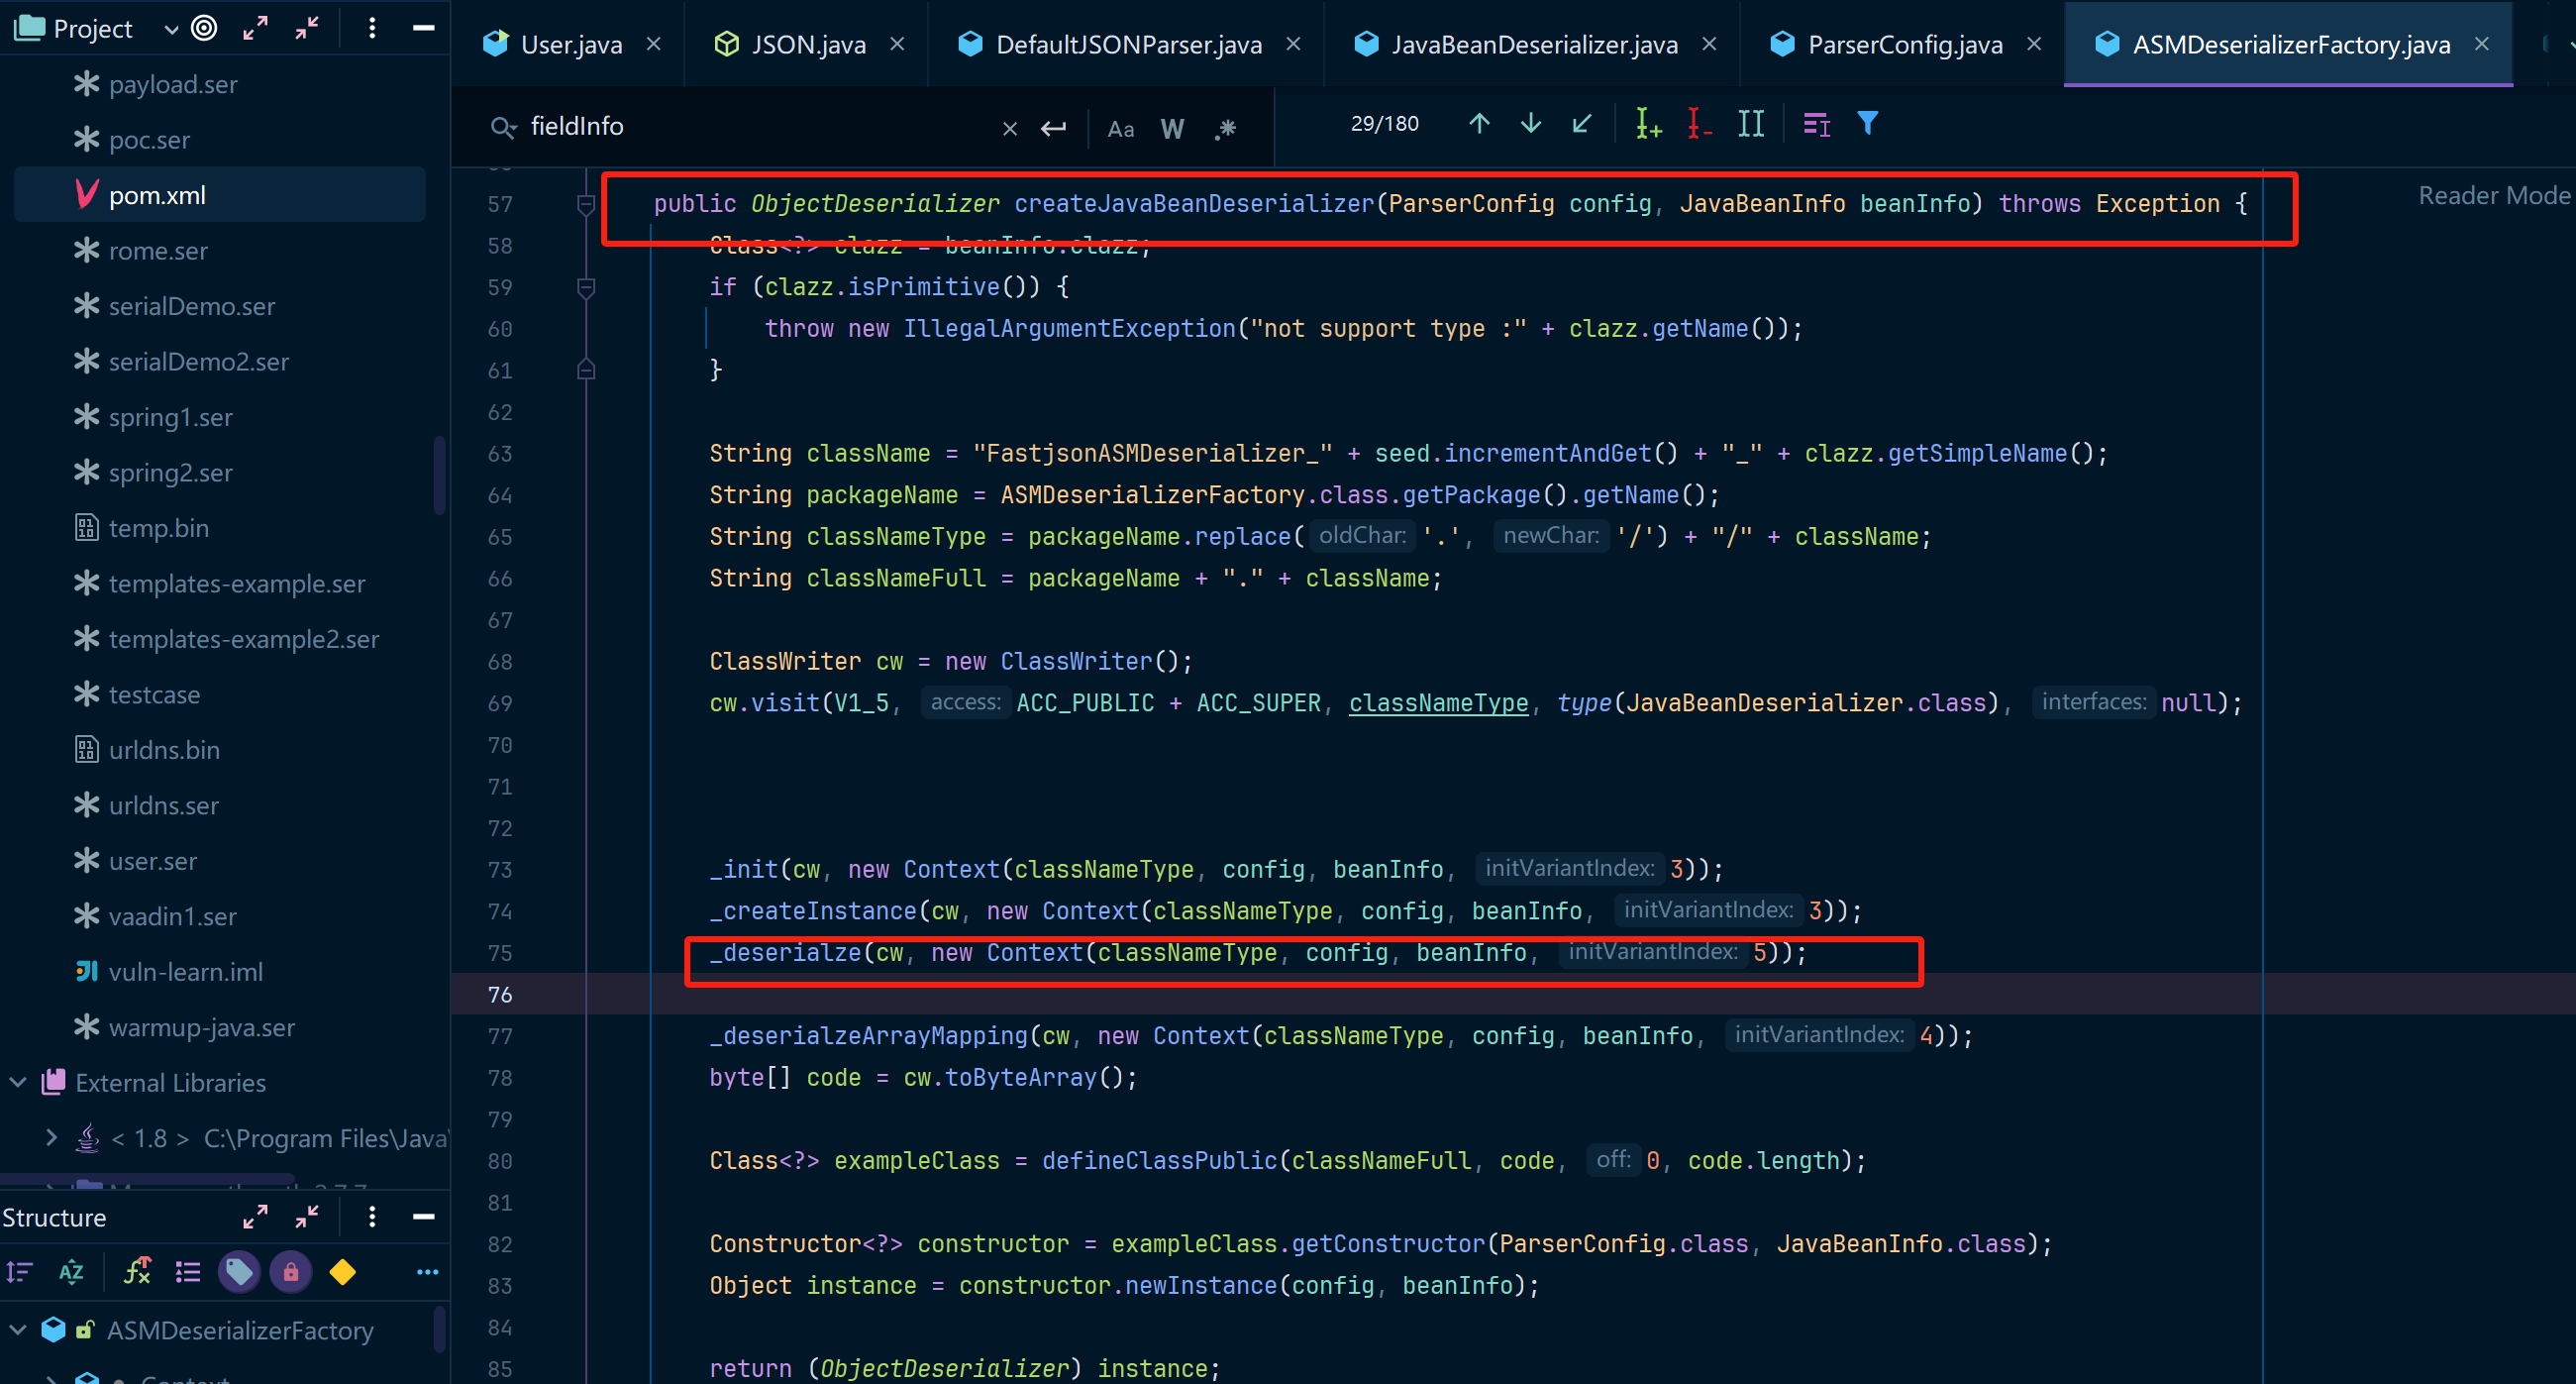 Project
payload.ser
poc.ser
pom.xml
rome.ser
serialDemo.ser
serialDemo2.ser
spring1.ser
spring2.ser
temp.bin
templates-example.ser
templates-example2.ser
testcase
urldns.bin
urldns.ser
user.ser
vaadin1.ser
vuln-learn.iml
warmup-java.ser
External Libraries
< 1.8 > C:\Program Files\Java\
Structure
ASMDeserializerFactory
Context
User.java
JSON.java
DefaultJSONParser.java
JavaBeanDeserializer.java
ParserConfig.java
ASMDeserializerFactory.java
fieldInfo
Aa
W
.*
29/180
Reader Mode
57 public ObjectDeserializer createJavaBeanDeserializer(ParserConfig config, JavaBeanInfo beanInfo) throws Exception {
58 Class<?> clazz = beanInfo.clazz;
59 if (clazz.isPrimitive()) {
60 throw new IllegalArgumentException("not support type :" + clazz.getName());
61 }
62
63 String className = "FastjsonASMDeserializer_" + seed.incrementAndGet() + "_" + clazz.getSimpleName();
64 String packageName = ASMDeserializerFactory.class.getPackage().getName();
65 String classNameType = packageName.replace( oldChar: '.', newChar: '/') + "/" + className;
66 String classNameFull = packageName + "." + className;
67
68 ClassWriter cw = new ClassWriter();
69 cw.visit(V1_5, access: ACC_PUBLIC + ACC_SUPER, classNameType, type(JavaBeanDeserializer.class), interfaces: null);
70
71
72
73 _init(cw, new Context(classNameType, config, beanInfo, initVariantIndex: 3));
74 _createInstance(cw, new Context(classNameType, config, beanInfo, initVariantIndex: 3));
75 _deserialze(cw, new Context(classNameType, config, beanInfo, initVariantIndex: 5));
76
77 _deserialzeArrayMapping(cw, new Context(classNameType, config, beanInfo, initVariantIndex: 4));
78 byte[] code = cw.toByteArray();
79
80 Class<?> exampleClass = defineClassPublic(classNameFull, code, off: 0, code.length);
81
82 Constructor<?> constructor = exampleClass.getConstructor(ParserConfig.class, JavaBeanInfo.class);
83 Object instance = constructor.newInstance(config, beanInfo);
84
85 return (ObjectDeserializer) instance;